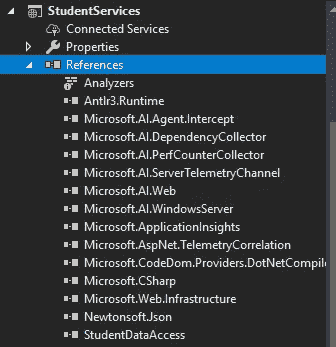 StudentServices
Connected Services
Properties
References
Analyzers
Antlr3.Runtime
Microsoft.AI.Agent.Intercept
Microsoft.AI.DependencyCollector
Microsoft.AI.PerfCounterCollector
Microsoft.AI.ServerTelemetryChannel
Microsoft.AI.Web
Microsoft.AI.WindowsServer
Microsoft.ApplicationInsights
Microsoft.AspNet.TelemetryCorrelation
Microsoft.CodeDom.Providers.DotNetCompile
Microsoft.CSharp
Microsoft.Web.Infrastructure
Newtonsoft.Json
StudentDataAccess